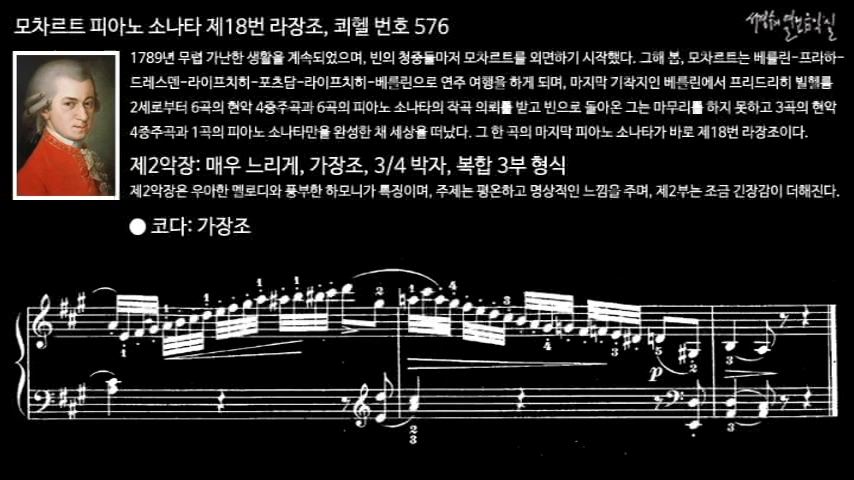 모차르트 피아노 소나타 제18번 라장조, 쾨헬 번호 576
서영해 열린음악실
1789년 무렵 가난한 생활을 계속되었으며, 빈의 청중들마저 모차르트를 외면하기 시작했다. 그해 봄, 모차르트는 베를린-프라하-
드레스덴-라이프치히-포츠담-라이프치히-베를린으로 연주 여행을 하게 되며, 마지막 기착지인 베를린에서 프리드리히 빌헬름
2세로부터 6곡의 현악 4중주곡과 6곡의 피아노 소나타의 작곡 의뢰를 받고 빈으로 돌아온 그는 마무리를 하지 못하고 3곡의 현악
4중주곡과 1곡의 피아노 소나타만을 완성한 채 세상을 떠났다. 그 한 곡의 마지막 피아노 소나타가 바로 제18번 라장조이다.
제2악장: 매우 느리게, 가장조, 3/4 박자, 복합 3부 형식
제2악장은 우아한 멜로디와 풍부한 하모니가 특징이며, 주제는 평온하고 명상적인 느낌을 주며, 제2부는 조금 긴장감이 더해진다.
● 코다: 가장조
p